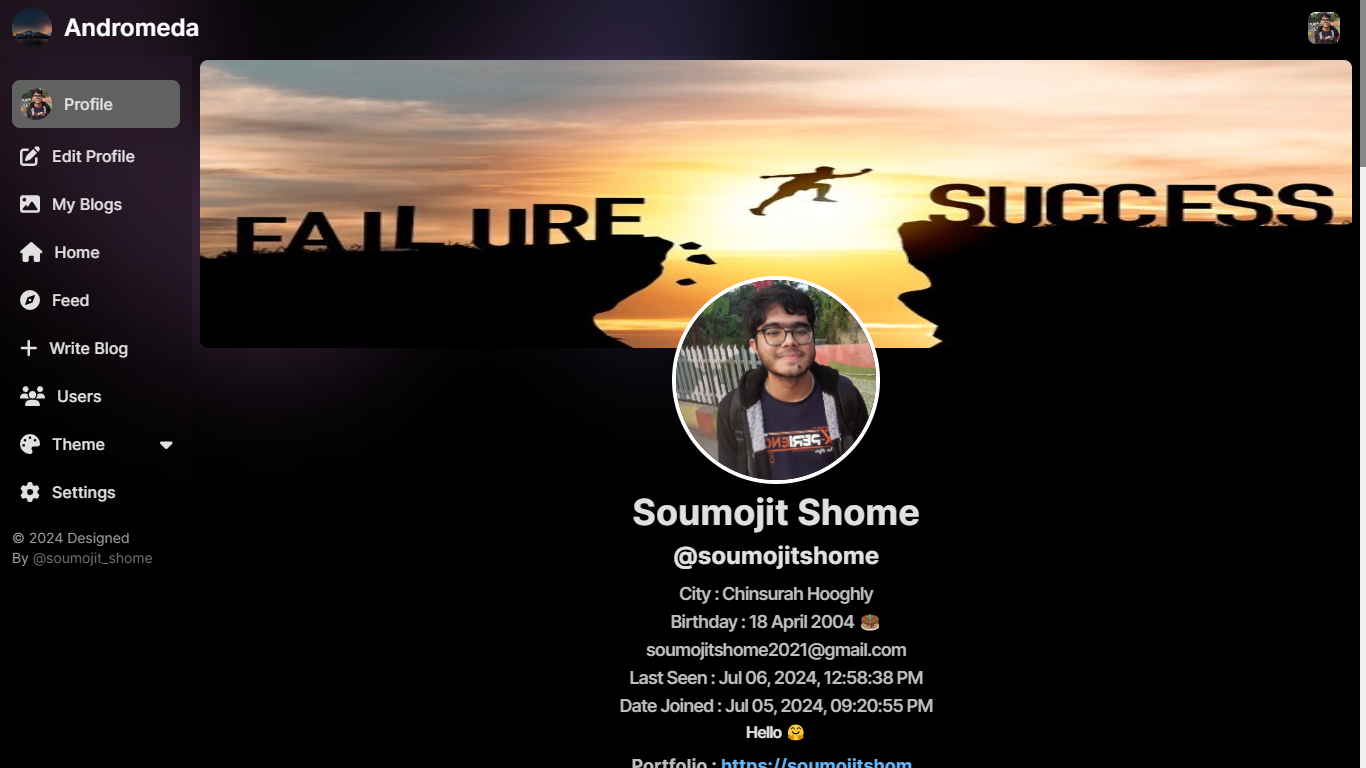 Andromeda
Profile
Edit Profile
My Blogs
Home
Feed
Write Blog
Users
Theme
Settings
© 2024 Designed
By @soumojit_shome
FAILURE
SUCCESS
Soumojit Shome
@soumojitshome
City : Chinsurah Hooghly
Birthday : 18 April 2004 🎂
soumojitshome2021@gmail.com
Last Seen : Jul 06, 2024, 12:58:38 PM
Date Joined : Jul 05, 2024, 09:20:55 PM
Hello 🤗
Portfolio : https://soumojitshom